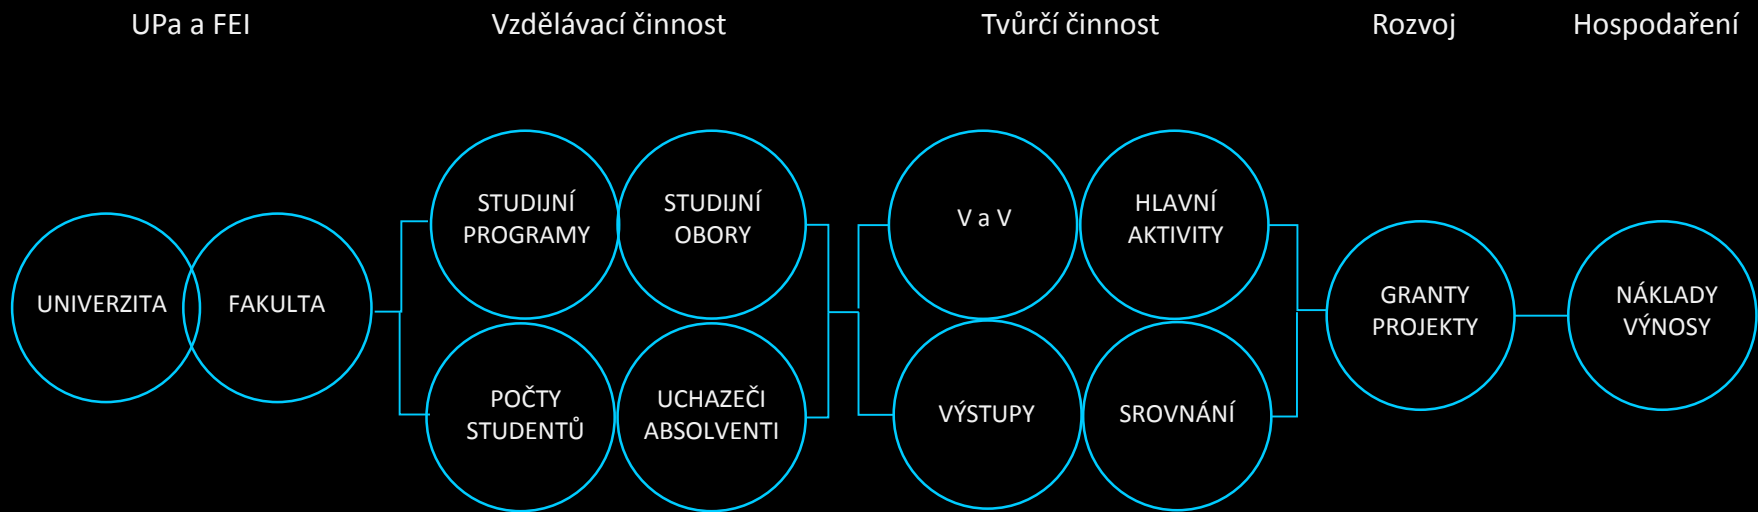 UPa a FEI
Vzdělávací činnost
Tvůrčí činnost
Rozvoj
Hospodaření
UNIVERZITA
FAKULTA
STUDIJNÍ
PROGRAMY
STUDIJNÍ
OBORY
POČTY
STUDENTŮ
UCHAZEČI
ABSOLVENTI
V a V
HLAVNÍ
AKTIVITY
VÝSTUPY
SROVNÁNÍ
GRANTY
PROJEKTY
NÁKLADY
VÝNOSY